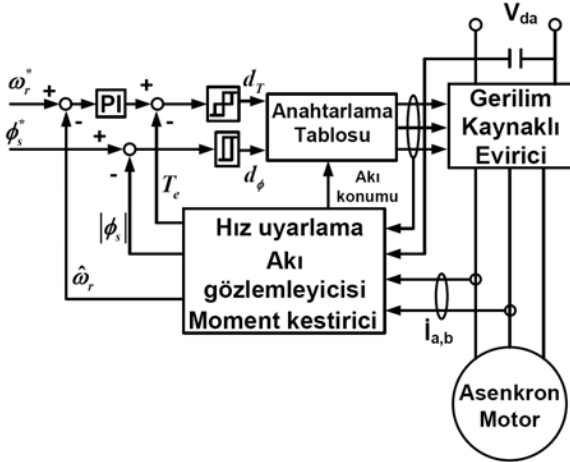 V_da
ω_r^*
+
-
PI
+
-
d_T
Anahtarlama
Tablosu
Gerilim
Kaynaklı
Evirici
ϕ_s^*
+
-
d_ϕ
Akı
konumu
T_e
|ϕ_s|
ω̂_r
Hız uyarlama
Akı
gözlemleyicisi
Moment kestirici
İ_a,b
Asenkron
Motor